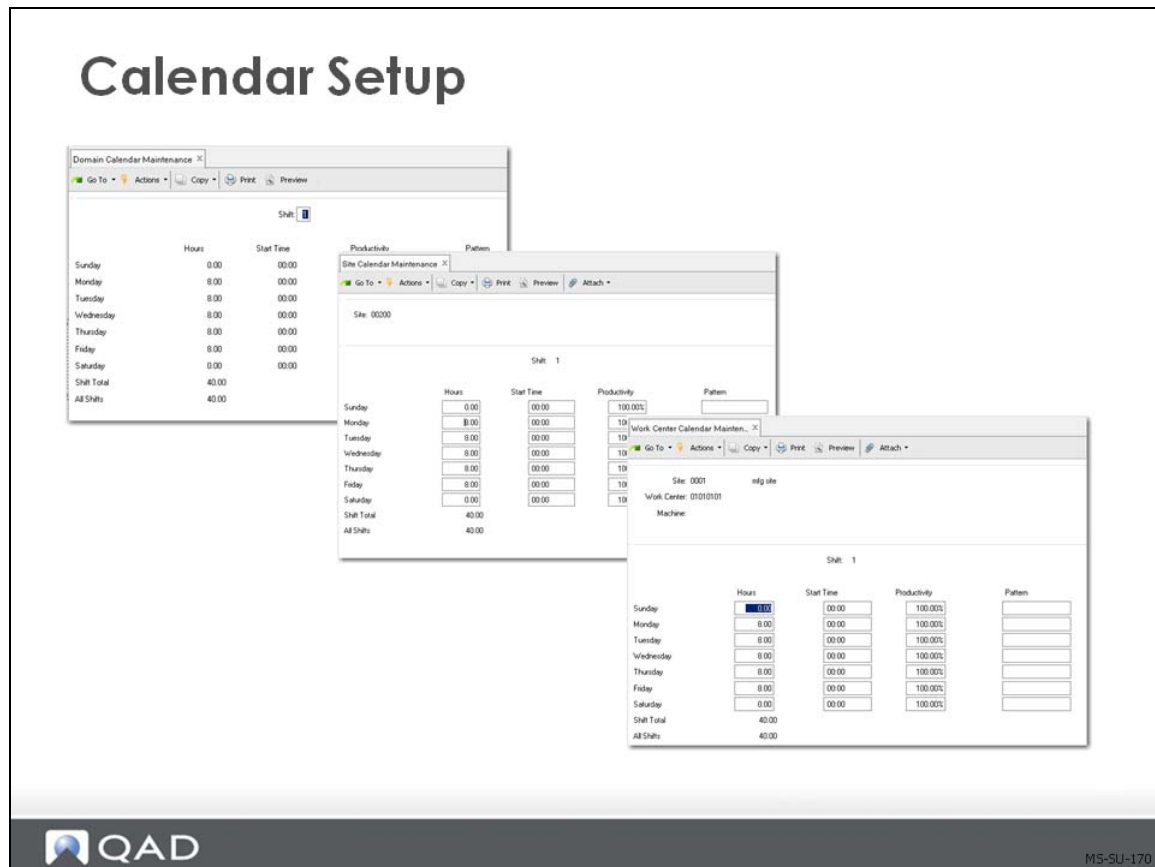 Calendar Setup
Domain Calendar Maintenance X
Go To Actions Copy Print Preview
Shift: 1
Hours Start Time Productivity Pattern
Sunday 0.00 00:00
Monday 8.00 00:00
Tuesday 8.00 00:00
Wednesday 8.00 00:00
Thursday 8.00 00:00
Friday 8.00 00:00
Saturday 0.00 00:00
Shift Total 40.00
All Shifts 40.00
Site Calendar Maintenance X
Go To Actions Copy Print Preview Attach
Site: 00200
Shift: 1
Hours Start Time Productivity Pattern
Sunday 0.00 00:00 100.00%
Monday 8.00 00:00 10
Tuesday 8.00 00:00 10
Wednesday 8.00 00:00 10
Thursday 8.00 00:00 10
Friday 8.00 00:00 10
Saturday 0.00 00:00 10
Shift Total 40.00
All Shifts 40.00
Work Center Calendar Mainten... X
Go To Actions Copy Print Preview Attach
Site: 0001 mfg site
Work Center: 01010101
Machine:
Shift: 1
Hours Start Time Productivity Pattern
Sunday 0.00 00:00 100.00%
Monday 8.00 00:00 100.00%
Tuesday 8.00 00:00 100.00%
Wednesday 8.00 00:00 100.00%
Thursday 8.00 00:00 100.00%
Friday 8.00 00:00 100.00%
Saturday 0.00 00:00 100.00%
Shift Total 40.00
All Shifts 40.00
QAD
MS-SU-170